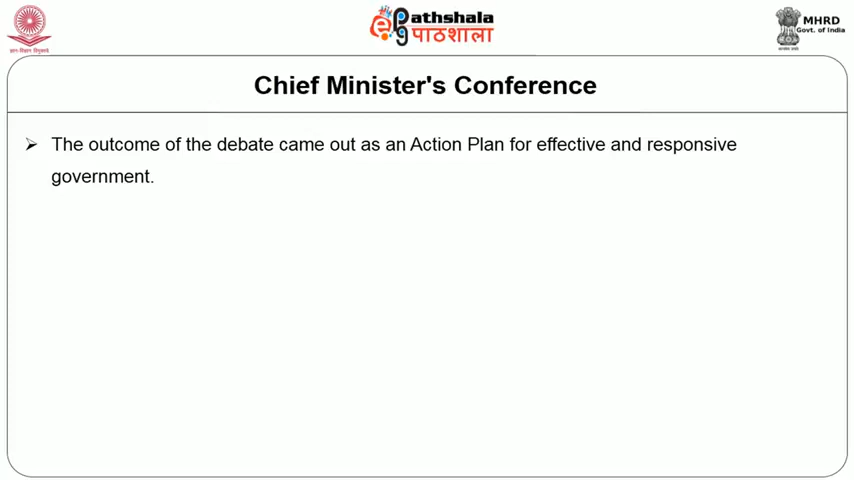 ePathshala
पाठशाला
MHRD
Govt. of India
Chief Minister's Conference
➢ The outcome of the debate came out as an Action Plan for effective and responsive
government.